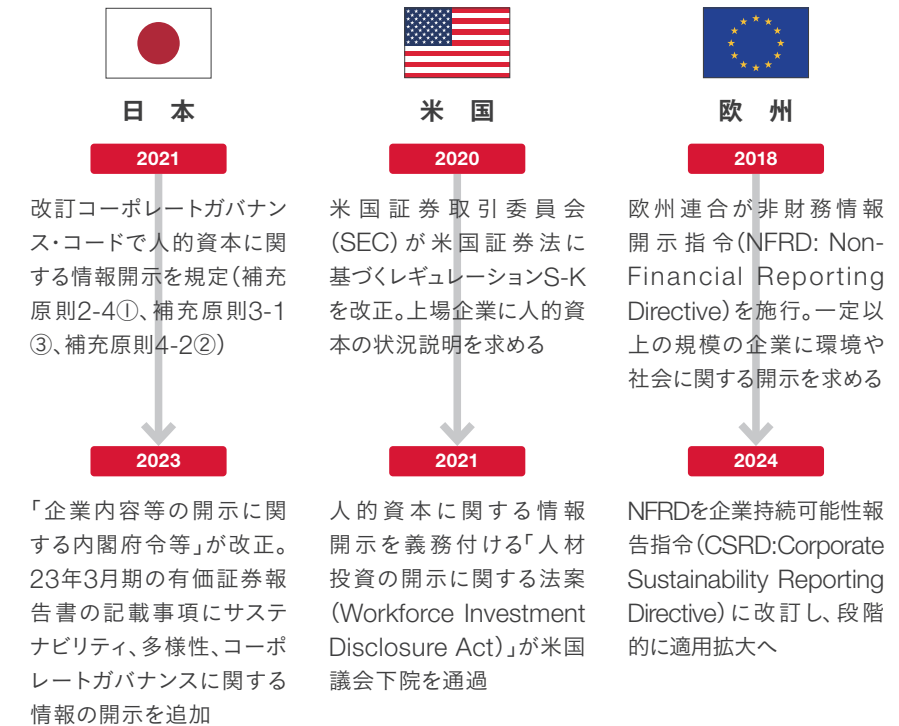 日 本
2021
改訂コーポレートガバナン
ス・コードで人的資本に関
する情報開示を規定（補充
原則2-4①、補充原則3-1
③、補充原則4-2②）
2023
「企業内容等の開示に関
する内閣府令等」が改正。
23年3月期の有価証券報
告書の記載事項にサステ
ナビリティ、多様性、コーポ
レートガバナンスに関する
情報の開示を追加
米 国
2020
米国証券取引委員会
（SEC）が米国証券法に
基づくレギュレーションS-K
を改正。上場企業に人的資
本の状況説明を求める
2021
人的資本に関する情報
開示を義務付ける「人材
投資の開示に関する法案
（Workforce Investment
Disclosure Act）」が米国
議会下院を通過
欧 州
2018
欧州連合が非財務情報
開示指令（NFRD: Non-
Financial Reporting
Directive）を施行。一定以
上の規模の企業に環境や
社会に関する開示を求める
2024
NFRDを企業持続可能性報
告指令（CSRD:Corporate
Sustainability Reporting
Directive）に改訂し、段階
的に適用拡大へ